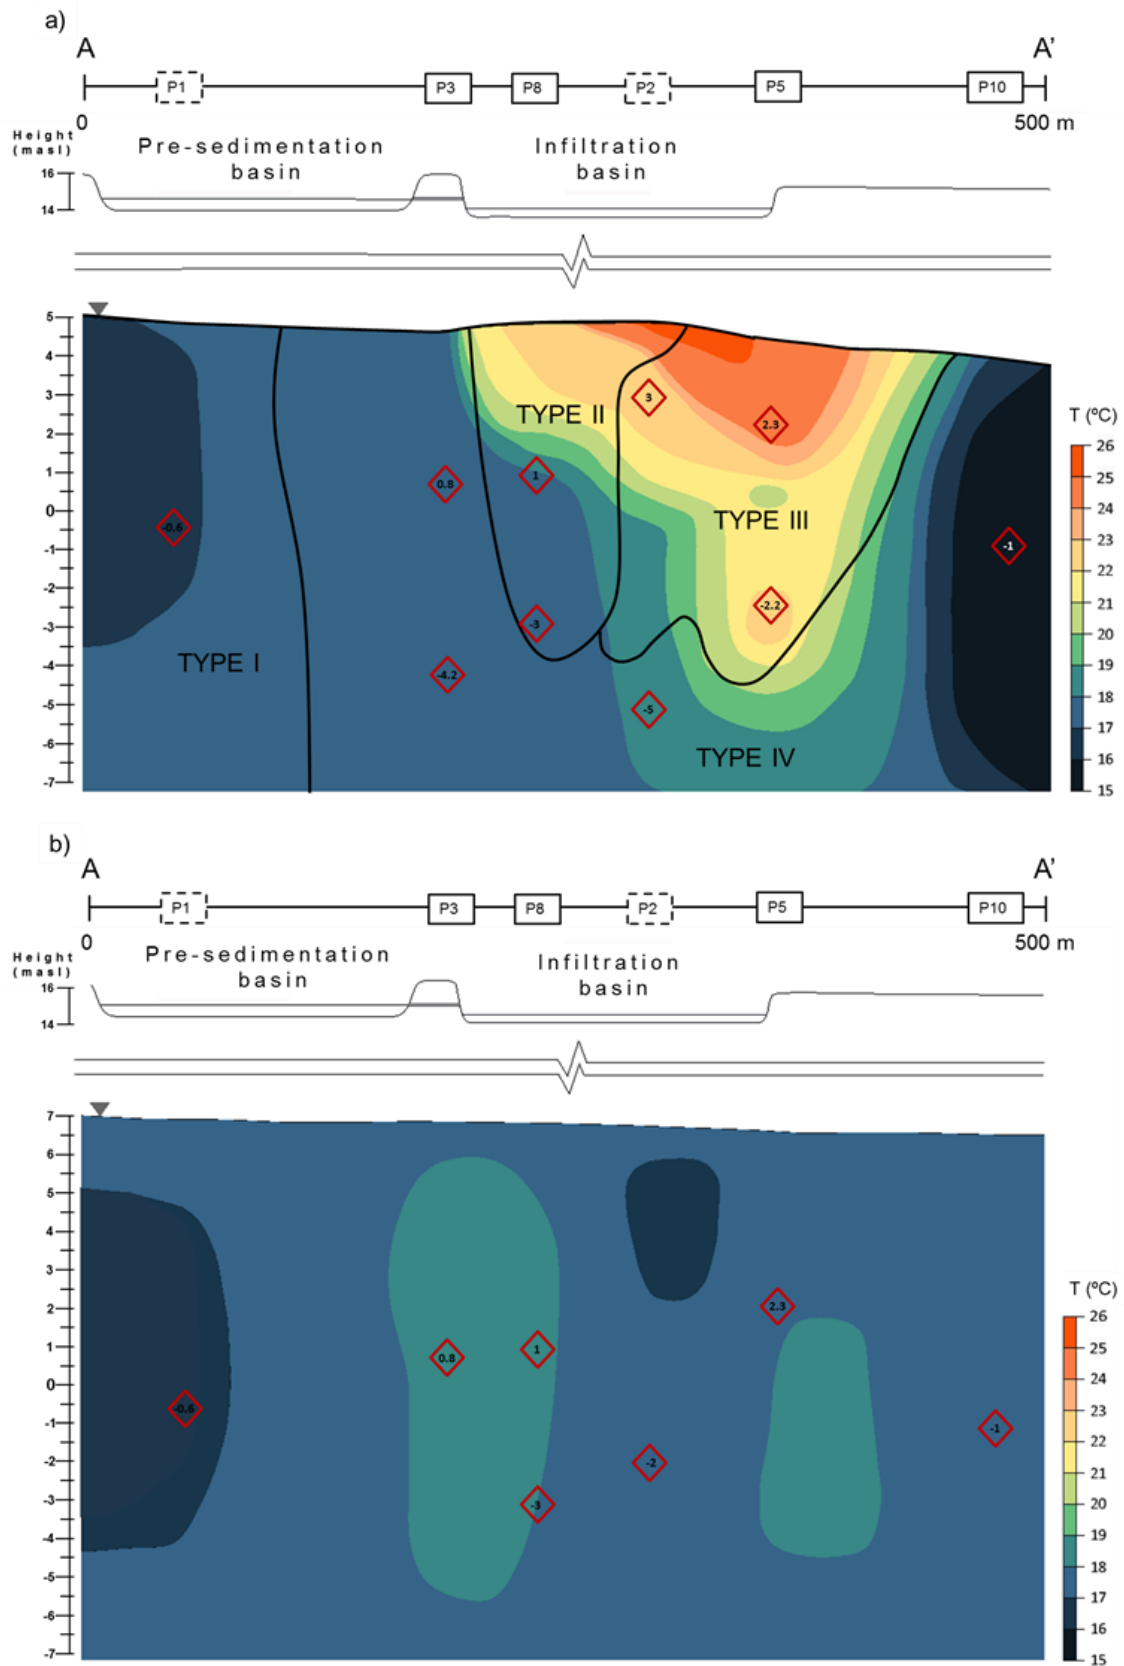 a)
A A'
P1 P3 P8 P2 P5 P10
0 500 m
Height
(masl)
Pre-sedimentation
basin
Infiltration
basin
16
14
5
4
3
2
1
0
-1
-2
-3
-4
-5
-6
-7
TYPE I
TYPE II
TYPE III
TYPE IV
-0.6
0.8
-4.2
1
-3
3
-5
2.3
-2.2
-1
T (ºC)
26
25
24
23
22
21
20
19
18
17
16
15
b)
A A'
P1 P3 P8 P2 P5 P10
0 500 m
Height
(masl)
Pre-sedimentation
basin
Infiltration
basin
16
14
7
6
5
4
3
2
1
0
-1
-2
-3
-4
-5
-6
-7
-0.6
0.8
1
-3
-2
2.3
-1
T (ºC)
26
25
24
23
22
21
20
19
18
17
16
15